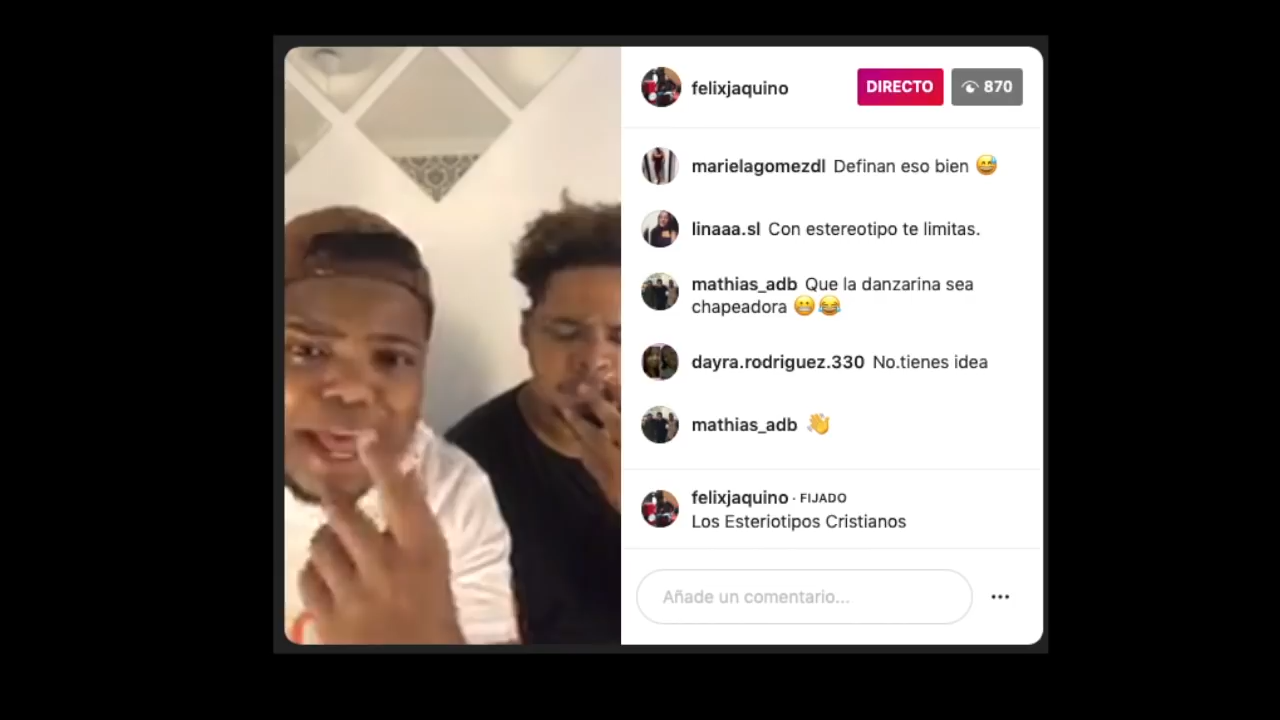 felixjaquino
DIRECTO
870
marielagomezdl Definan eso bien 😅
linaaa.sl Con estereotipo te limitas.
mathias_adb Que la danzarina sea
chapeadora 😬😂
dayra.rodriguez.330 No.tienes idea
mathias_adb 👋
felixjaquino · FIJADO
Los Esteriotipos Cristianos
Añade un comentario...